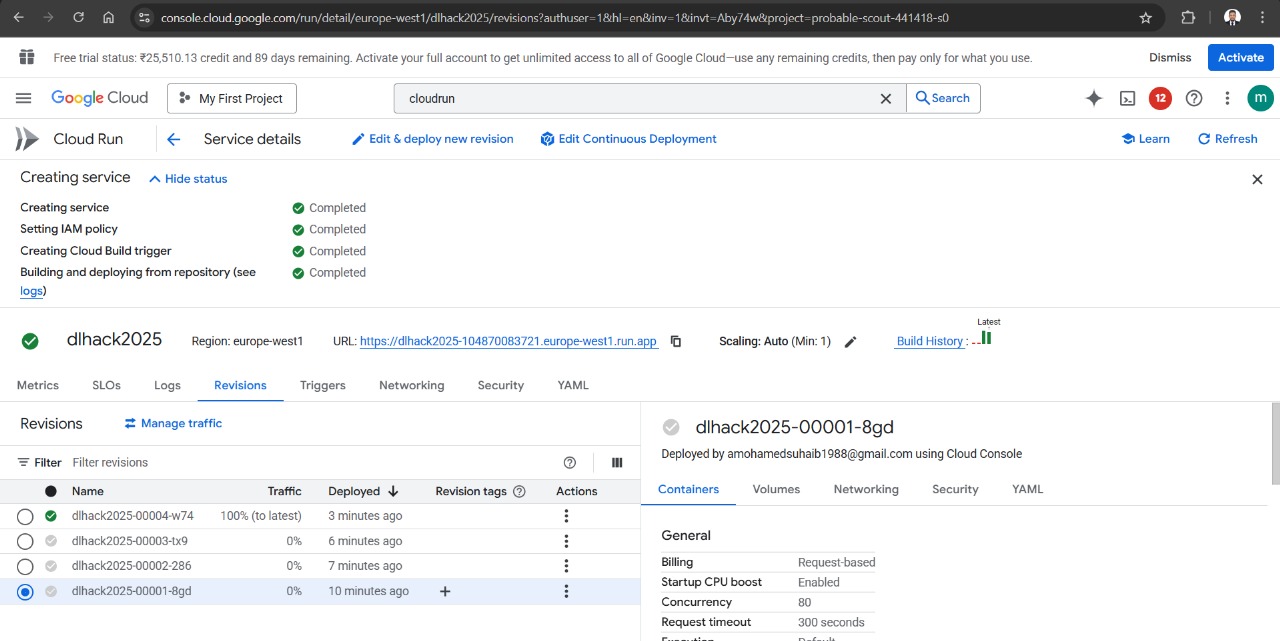 console.cloud.google.com/run/detail/europe-west1/dlhack2025/revisions?authuser=1&hl=en&inv=1&invt=Aby74w&project=probable-scout-441418-s0
Free trial status: ₹25,510.13 credit and 89 days remaining. Activate your full account to get unlimited access to all of Google Cloud—use any remaining credits, then pay only for what you use.
Dismiss
Activate
Google Cloud
My First Project
cloudrun
Search
12
m
Cloud Run
Service details
Edit & deploy new revision
Edit Continuous Deployment
Learn
Refresh
Creating service
Hide status
Creating service Completed
Setting IAM policy Completed
Creating Cloud Build trigger Completed
Building and deploying from repository (see Completed
logs)
dlhack2025
Region: europe-west1
URL: https://dlhack2025-104870083721.europe-west1.run.app
Scaling: Auto (Min: 1)
Build History :
Latest
Metrics SLOs Logs Revisions Triggers Networking Security YAML
Revisions
Manage traffic
Filter Filter revisions
Name Traffic Deployed Revision tags Actions
dlhack2025-00004-w74 100% (to latest) 3 minutes ago
dlhack2025-00003-tx9 0% 6 minutes ago
dlhack2025-00002-286 0% 7 minutes ago
dlhack2025-00001-8gd 0% 10 minutes ago
dlhack2025-00001-8gd
Deployed by amohamedsuhaib1988@gmail.com using Cloud Console
Containers Volumes Networking Security YAML
General
Billing Request-based
Startup CPU boost Enabled
Concurrency 80
Request timeout 300 seconds
Execution Default